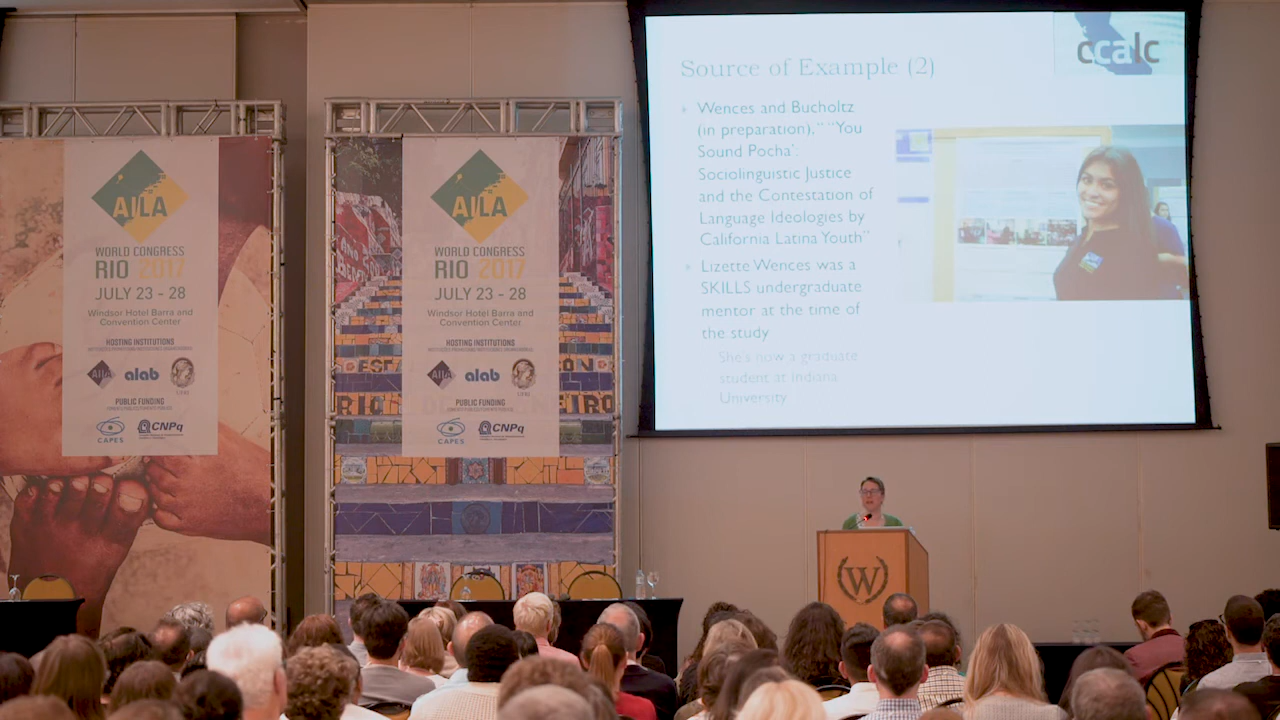 AILA
WORLD CONGRESS
RIO 2017
JULY 23 - 28
Windsor Hotel Barra and
Convention Center
HOSTING INSTITUTIONS
AILA
alab
PUBLIC FUNDING
CAPES
CNPq
AILA
WORLD CONGRESS
RIO 2017
JULY 23 - 28
Windsor Hotel Barra and
Convention Center
HOSTING INSTITUTIONS
AILA
alab
PUBLIC FUNDING
CAPES
CNPq
RIO
EIRO
ccalc
Source of Example (2)
Wences and Bucholtz
(in preparation),” “‘You
Sound Pocha’:
Sociolinguistic Justice
and the Contestation of
Language Ideologies by
California Latina Youth”
Lizette Wences was a
SKILLS undergraduate
mentor at the time of
the study
She's now a graduate
student at Indiana
University
W